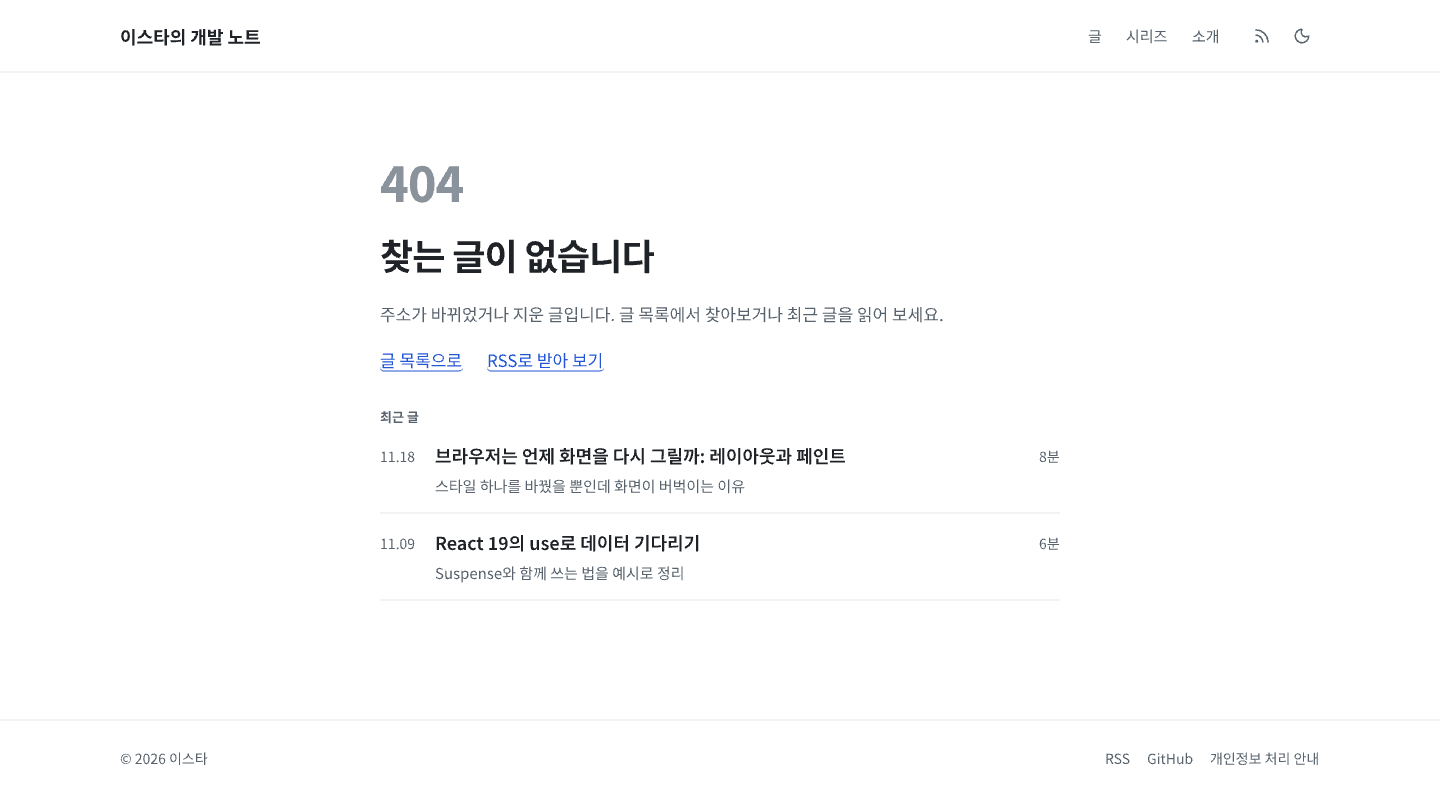 이스타의 개발 노트
글 시리즈 소개
404
찾는 글이 없습니다
주소가 바뀌었거나 지운 글입니다. 글 목록에서 찾아보거나 최근 글을 읽어 보세요.
글 목록으로 RSS로 받아 보기
최근 글
11.18 브라우저는 언제 화면을 다시 그릴까: 레이아웃과 페인트 8분
스타일 하나를 바꿨을 뿐인데 화면이 버벅이는 이유
11.09 React 19의 use로 데이터 기다리기 6분
Suspense와 함께 쓰는 법을 예시로 정리
© 2026 이스타
RSS GitHub 개인정보 처리 안내